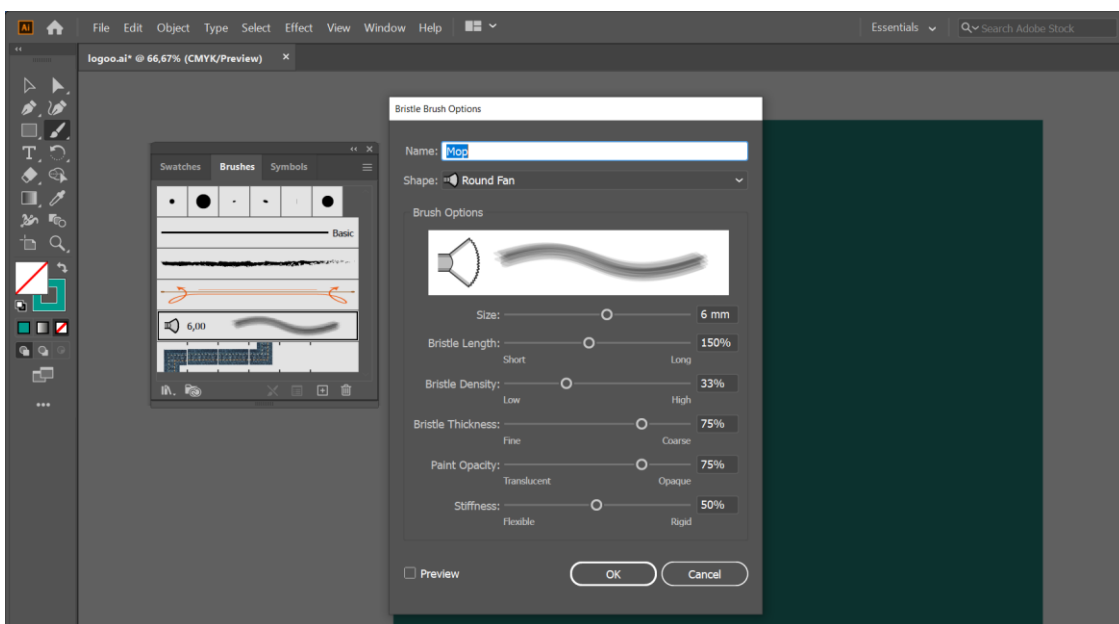 Ai File Edit Object Type Select Effect View Window Help Essentials Search Adobe Stock
logoo.ai* @ 66,67% (CMYK/Preview) ×
Bristle Brush Options
Name: Mop
Swatches Brushes Symbols
Shape: Round Fan
Brush Options
Basic
Size: 6 mm
6,00
Bristle Length: 150%
Short Long
Bristle Density: 33%
Low High
Bristle Thickness: 75%
Fine Coarse
Paint Opacity: 75%
Translucent Opaque
Stiffness: 50%
Flexible Rigid
Preview OK Cancel